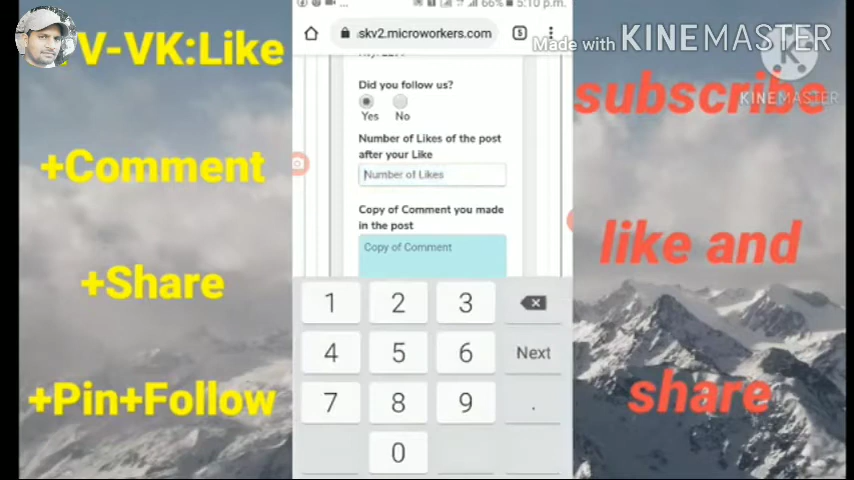 V-VK:Like
+Comment
+Share
+Pin+Follow
66% 5:10 p.m.
skv2.microworkers.com
5
Did you follow us?
Yes No
Number of Likes of the post
after your Like
Number of Likes
Copy of Comment you made
in the post
Copy of Comment
1 2 3
4 5 6 Next
7 8 9 .
0
Made with KINEMASTER
KINEMASTER
subscribe
like and
share